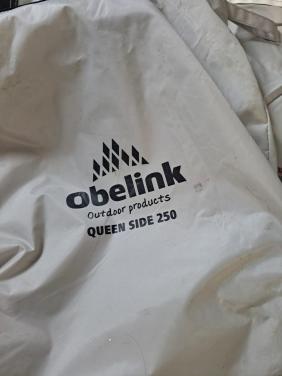 Obelink
Outdoor products
QUEEN SIDE 250